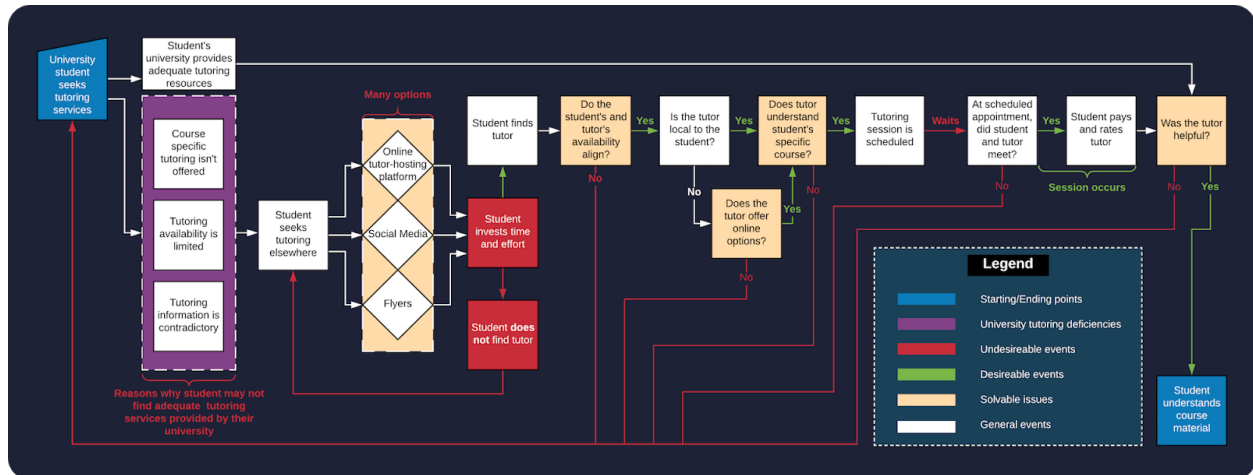 University
student
seeks
tutoring
services
Student's
university provides
adequate tutoring
resources
Course
specific
tutoring isn't
offered
Tutoring
availability is
limited
Tutoring
information is
contradictory
Reasons why student may not
find adequate tutoring
services provided by their
university
Student
seeks
tutoring
elsewhere
Many options
Online
tutor-hosting
platform
Social Media
Flyers
Student finds
tutor
Student
invests time
and effort
Student does
not find tutor
Do the
student's and
tutor's
availability
align?
Yes
No
Is the tutor
local to the
student?
Yes
No
Does the
tutor offer
online
options?
Yes
No
Does tutor
understand
student's
specific
course?
Yes
No
Tutoring
session is
scheduled
Waits
At scheduled
appointment,
did student
and tutor
meet?
Yes
No
Student pays
and rates
tutor
Session occurs
Was the tutor
helpful?
No
Yes
Student
understands
course
material
Legend
Starting/Ending points
University tutoring deficiencies
Undesireable events
Desireable events
Solvable issues
General events